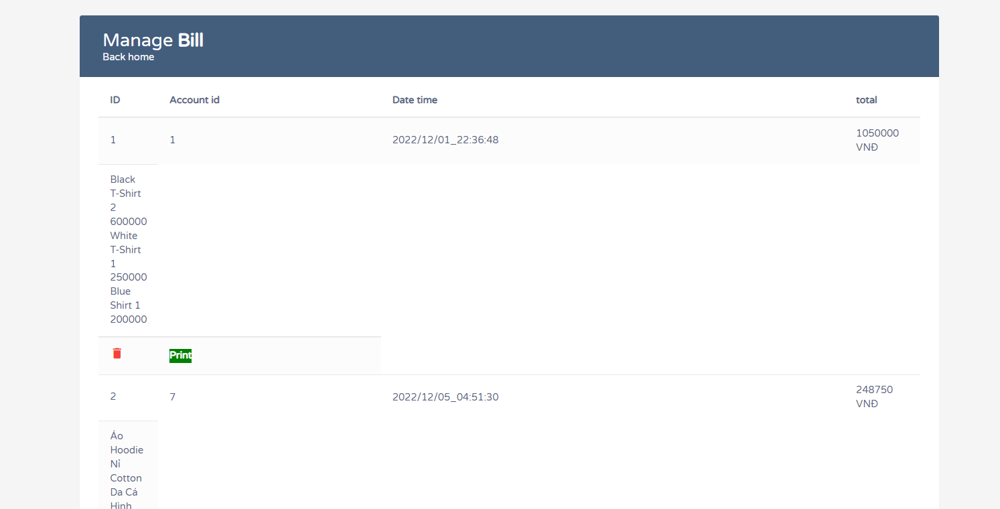 Manage Bill
Back home
ID Account id Date time total
1 1 2022/12/01_22:36:48 1050000
VNĐ
Black
T-Shirt
2
600000
White
T-Shirt
1
250000
Blue
Shirt 1
200000
Print
2 7 2022/12/05_04:51:30 248750
VNĐ
Áo
Hoodie
Nỉ
Cotton
Da Cá
Hình